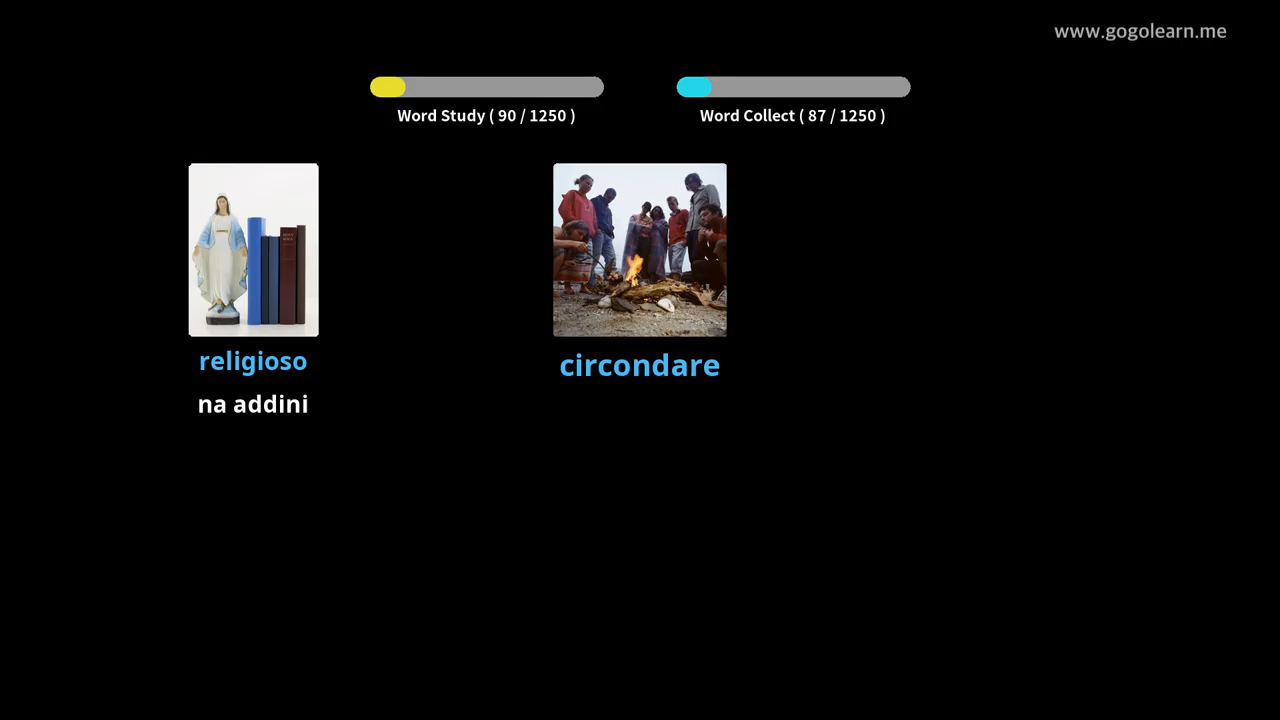 www.gogolearn.me
Word Study ( 90 / 1250 )
Word Collect ( 87 / 1250 )
religioso
na addini
circondare